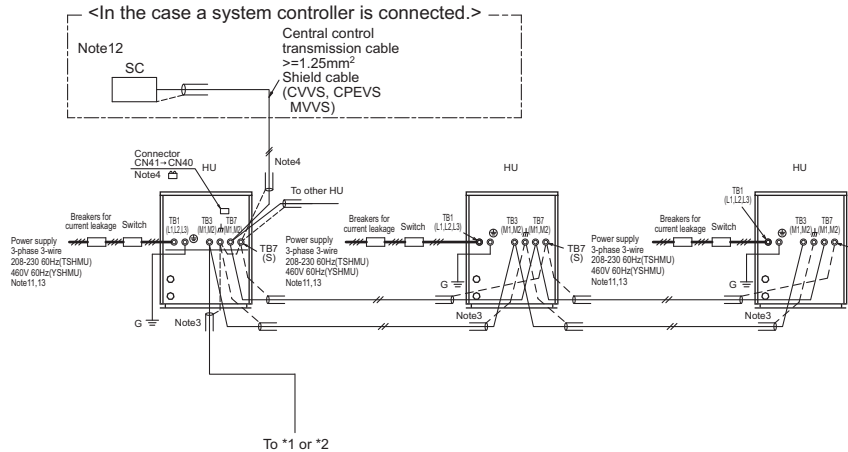 <In the case a system controller is connected.>
Note12
SC
Central control
transmission cable
>=1.25mm²
Shield cable
(CVVS, CPEVS
MVVS)
Connector
CN41→CN40
Note4
HU
Note4
To other HU
Breakers for
current leakage
Switch
TB1
(L1,L2,L3)
TB3
(M1,M2)
TB7
(M1,M2)
TB7
(S)
Power supply
3-phase 3-wire
208-230 60Hz(TSHMU)
460V 60Hz(YSHMU)
Note11,13
G
Note3
To *1 or *2
HU
Breakers for
current leakage
Switch
TB1
(L1,L2,L3)
TB3
(M1,M2)
TB7
(M1,M2)
TB7
(S)
Power supply
3-phase 3-wire
208-230 60Hz(TSHMU)
460V 60Hz(YSHMU)
Note11,13
G
Note3
HU
Breakers for
current leakage
Switch
TB1
(L1,L2,L3)
TB3
(M1,M2)
TB7
(M1,M2)
Power supply
3-phase 3-wire
208-230 60Hz(TSHMU)
460V 60Hz(YSHMU)
Note11,13
G
Note3